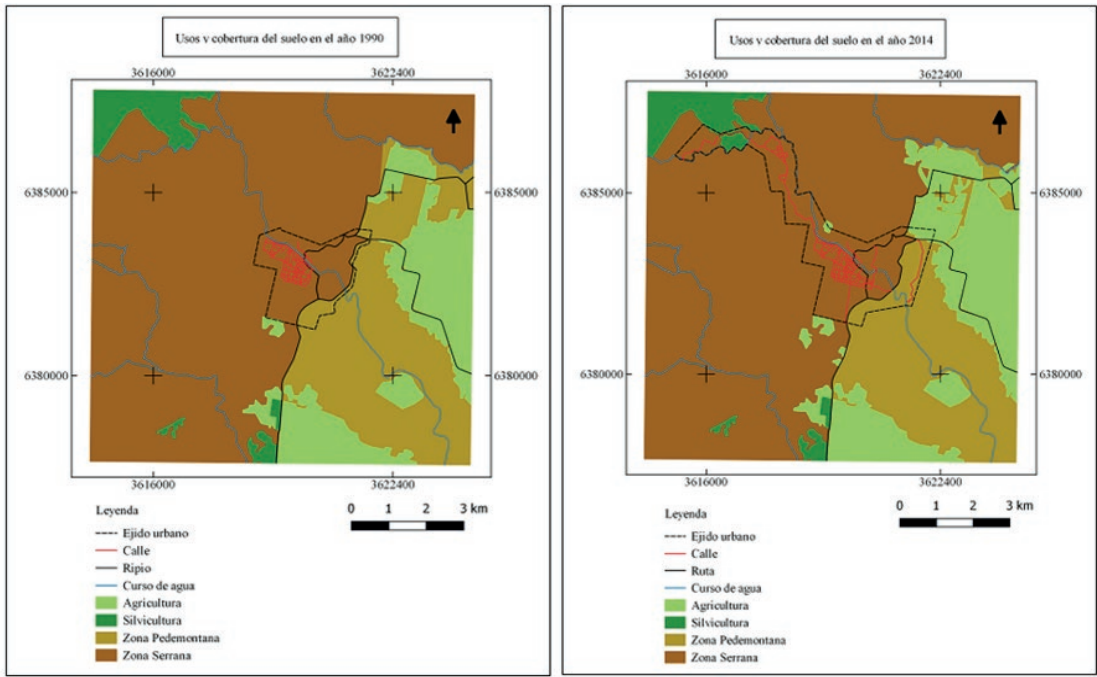 Usos y cobertura del suelo en el año 1990
3616000
3622400
6385000
6385000
6380000
6380000
3616000
3622400
Leyenda
0 1 2 3 km
Ejido urbano
Calle
Ripio
Curso de agua
Agricultura
Silvicultura
Zona Pedemontana
Zona Serrana
Usos y cobertura del suelo en el año 2014
3616000
3622400
6385000
6385000
6380000
6380000
3616000
3622400
Leyenda
0 1 2 3 km
Ejido urbano
Calle
Ruta
Curso de agua
Agricultura
Silvicultura
Zona Pedemontana
Zona Serrana